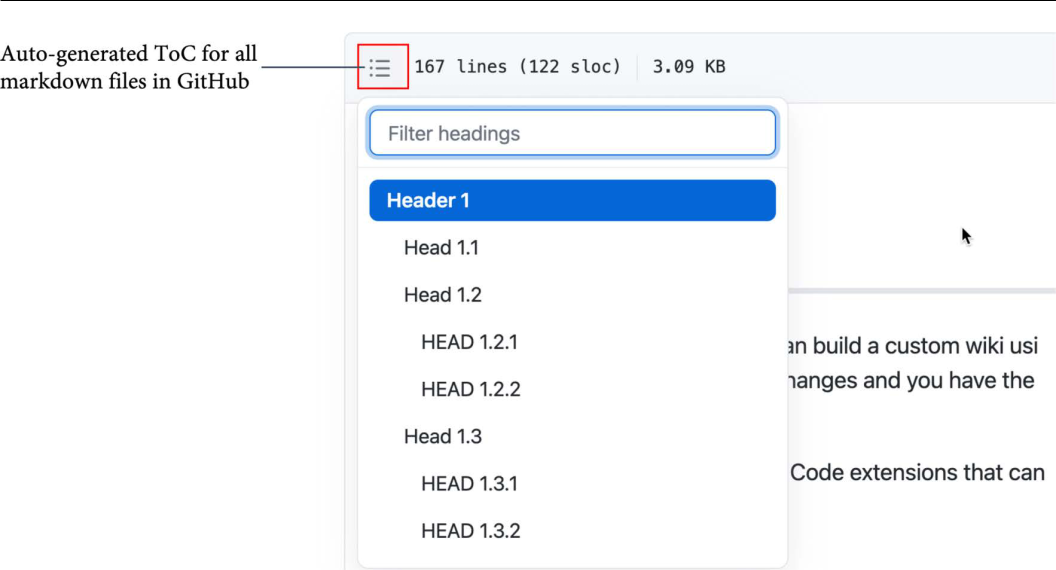 Auto-generated ToC for all
markdown files in GitHub
167 lines (122 sloc) 3.09 KB
Filter headings
Header 1
Head 1.1
Head 1.2
HEAD 1.2.1
an build a custom wiki usi
hanges and you have the
HEAD 1.2.2
Head 1.3
Code extensions that can
HEAD 1.3.1
HEAD 1.3.2